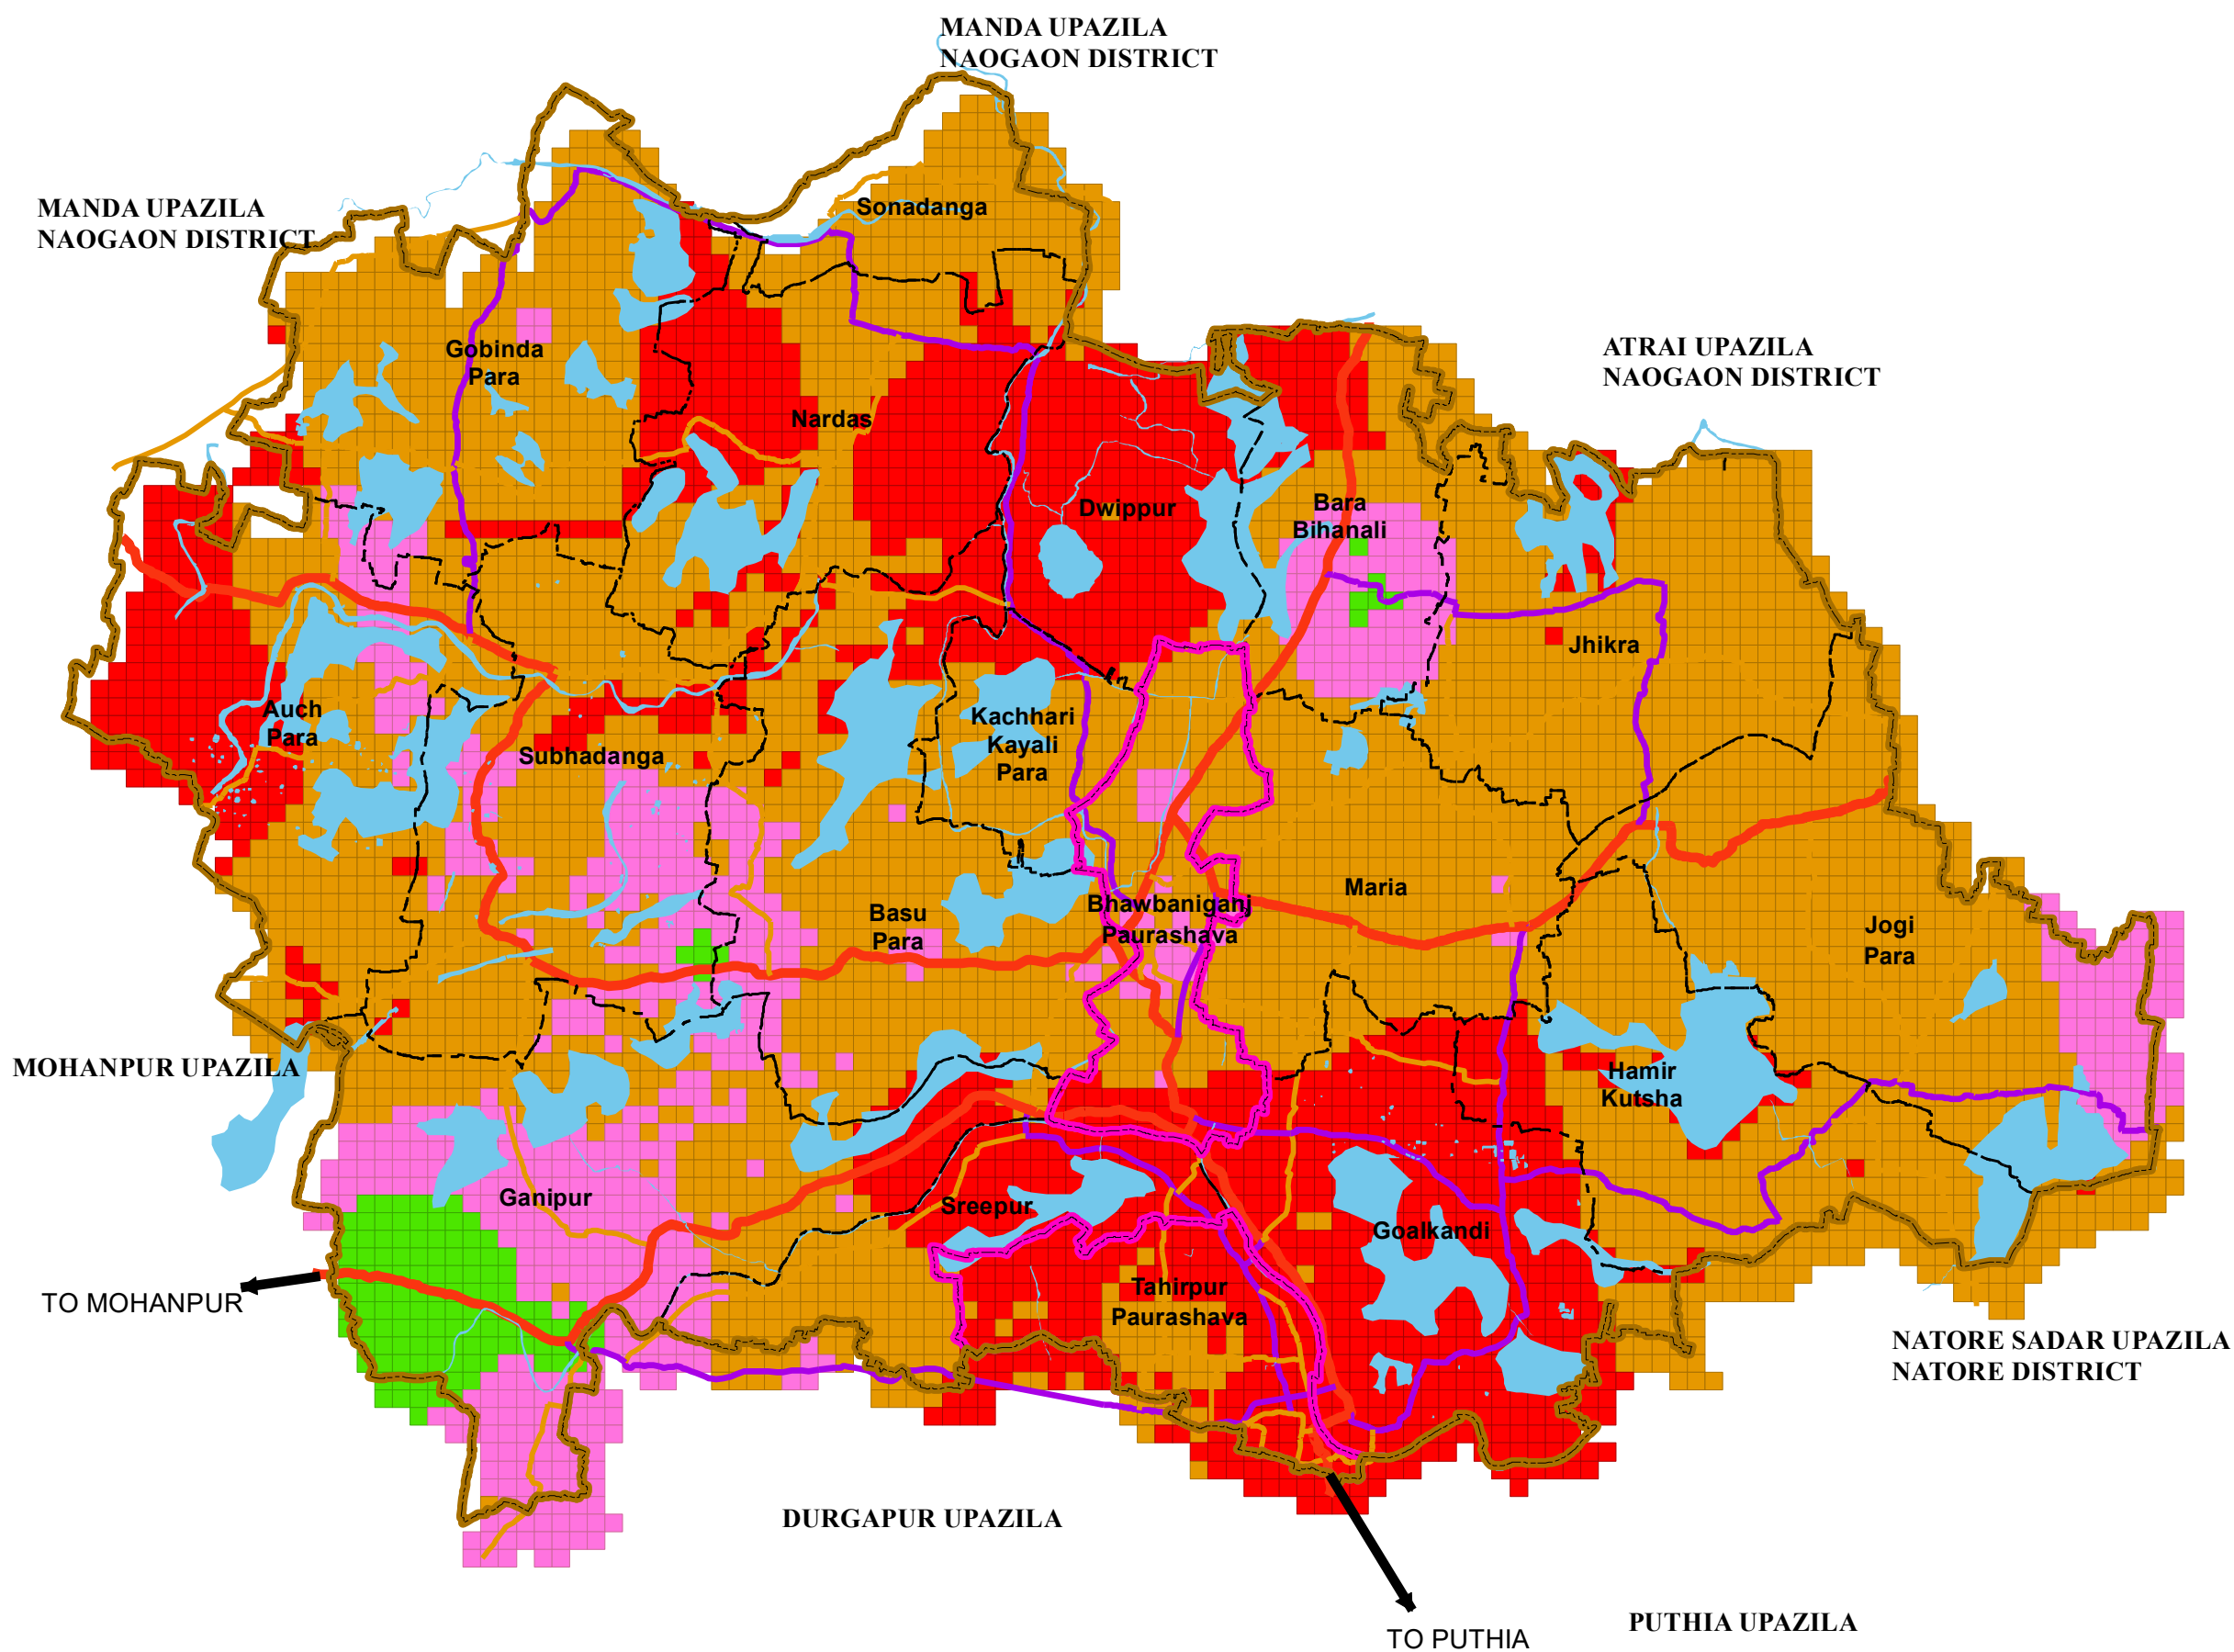 MANDA UPAZILA
NAOGAON DISTRICT
MANDA UPAZILA
NAOGAON DISTRICT
Sonadanga
ATRAI UPAZILA
NAOGAON DISTRICT
Gobinda
Para
Nardas
Dwippur
Bara
Bihanali
Jhikra
Auch
Para
Subhadanga
Kachhari
Kayali
Para
Maria
Basu
Para
Bhawbaniganj
Paurashava
Jogi
Para
MOHANPUR UPAZILA
Hamir
Kutsha
Ganipur
Sreepur
Goalkandi
Tahirpur
Paurashava
TO MOHANPUR
NATORE SADAR UPAZILA
NATORE DISTRICT
DURGAPUR UPAZILA
PUTHIA UPAZILA
TO PUTHIA